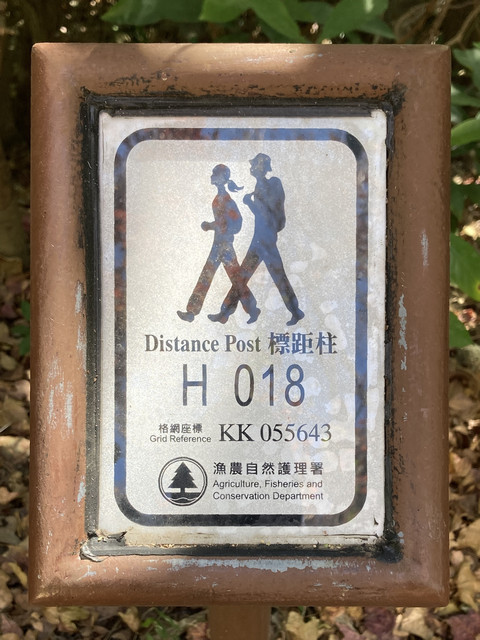 Distance Post 標距柱
H 018
格網座標
Grid Reference KK 055643
漁農自然護理署
Agriculture, Fisheries and
Conservation Department